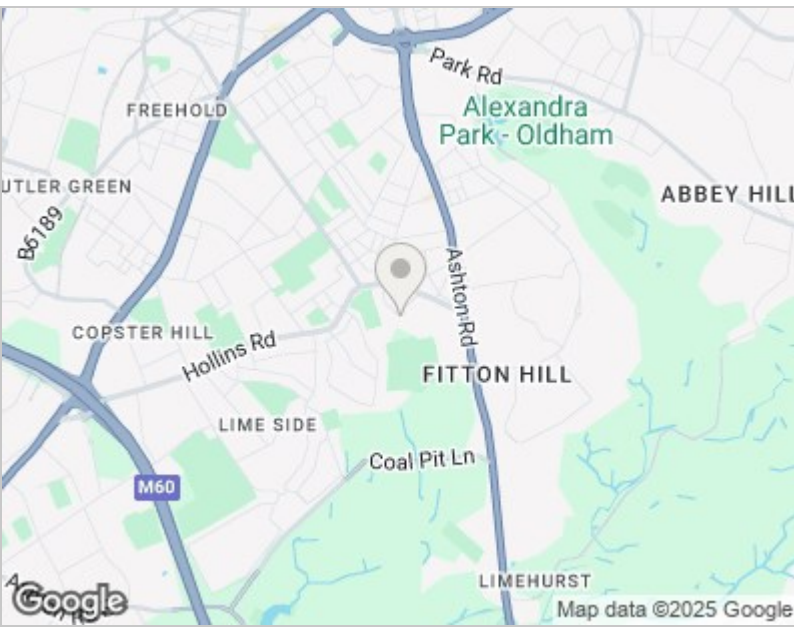 Park Rd
FREEHOLD
Alexandra
Park - Oldham
UTLER GREEN
ABBEY HILL
B6189
Ashton Rd
COPSTER HILL
Hollins Rd
FITTON HILL
LIME SIDE
Coal Pit Ln
M60
LIMEHURST
Google
Map data ©2025 Google